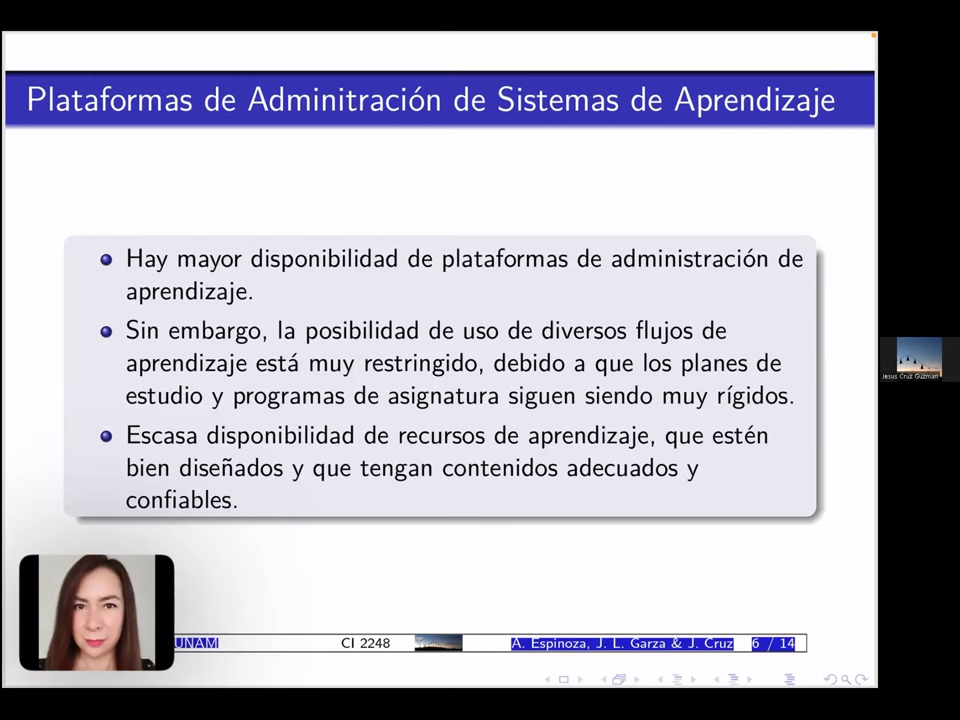 Plataformas de Adminitración de Sistemas de Aprendizaje
Hay mayor disponibilidad de plataformas de administración de
aprendizaje.
Sin embargo, la posibilidad de uso de diversos flujos de
aprendizaje está muy restringido, debido a que los planes de
estudio y programas de asignatura siguen siendo muy rígidos.
Escasa disponibilidad de recursos de aprendizaje, que estén
bien diseñados y que tengan contenidos adecuados y
confiables.
Jesus Cruz Guzman
UNAM CI 2248 A. Espinoza, J. L. Garza & J. Cruz 6 / 14